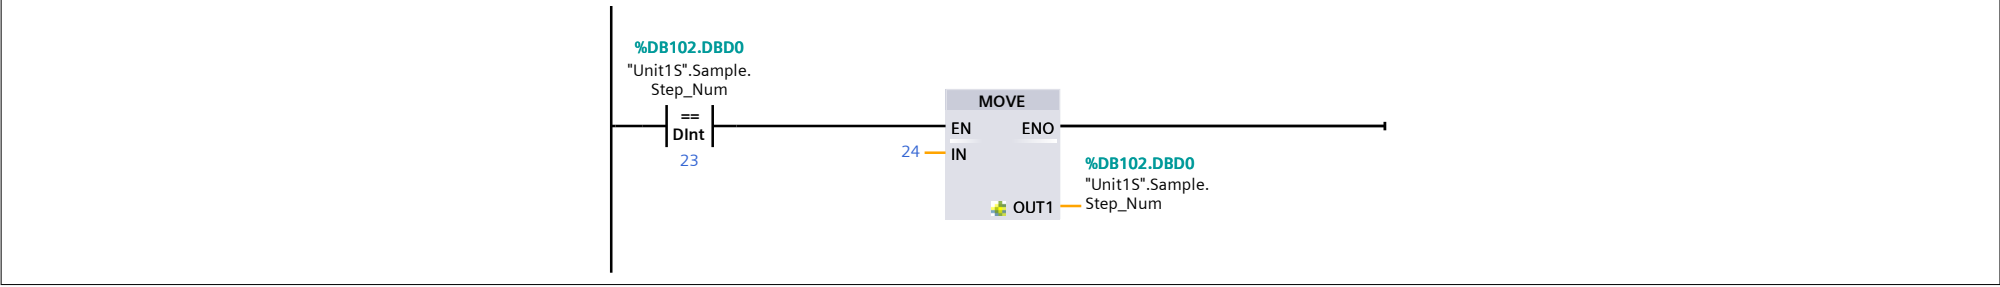 %DB102.DBD0
"Unit1S".Sample.
Step_Num
==
DInt
23
MOVE
EN ENO
24 IN
%DB102.DBD0
"Unit1S".Sample.
OUT1 Step_Num